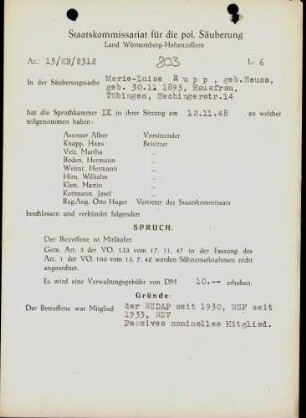 Staatskommissariat für die pol. Säuberung
Land Württemberg-Hohenzollern
Az.: 15/KB/2312 803 L: 6
In der Säuberungssache Marie-Luise Rupp, geb.Reuss,
geb. 30.11 1893, Hausfrau,
Tübingen, Hechingerstr.14
hat die Spruchkammer IX in ihrer Sitzung am 12.11.48 an welcher
teilgenommen haben:
Assessor Alber Vorsitzender
Knapp, Hans Beisitzer
Veit, Martha "
Boden, Hermann "
Weimar, Hermann "
Hirn, Wilhelm "
Klett, Martin "
Kottmann, Josef "
Reg.Ang. Otto Hager Vertreter des Staatskommissars
beschlossen und verkündet folgenden
SPRUCH:
Der Betreffene ist Mitläufer.
Gem. Art. 3 der VO. 133 vom 17. 11. 47 in der Fassung des
Art. 1 der VO. 165 vom 13. 7. 48 werden Sühnemaßnahmen nicht
angeordnet.
Es wird eine Verwaltungsgebühr von DM 10.-- erhoben.
Gründe:
Der Betreffene war Mitglied der NSDAP seit 1930, NSF seit
1933, NSV
Passives nominelles Mitglied.